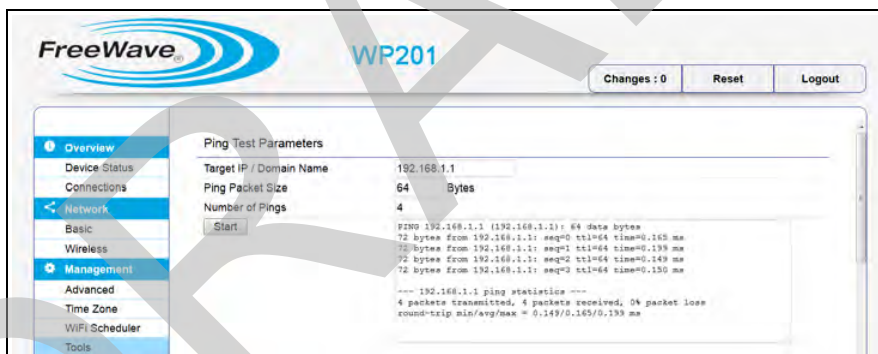 FreeWave®
WP201
Changes : 0
Reset
Logout
Overview
Device Status
Connections
Network
Basic
Wireless
Management
Advanced
Time Zone
WiFi Scheduler
Tools
Ping Test Parameters
Target IP / Domain Name 192.168.1.1
Ping Packet Size 64 Bytes
Number of Pings 4
Start
PING 192.168.1.1 (192.168.1.1): 64 data bytes
72 bytes from 192.168.1.1: seq=0 ttl=64 time=0.165 ms
72 bytes from 192.168.1.1: seq=1 ttl=64 time=0.199 ms
72 bytes from 192.168.1.1: seq=2 ttl=64 time=0.149 ms
72 bytes from 192.168.1.1: seq=3 ttl=64 time=0.150 ms
--- 192.168.1.1 ping statistics ---
4 packets transmitted, 4 packets received, 0% packet loss
round-trip min/avg/max = 0.149/0.165/0.199 ms